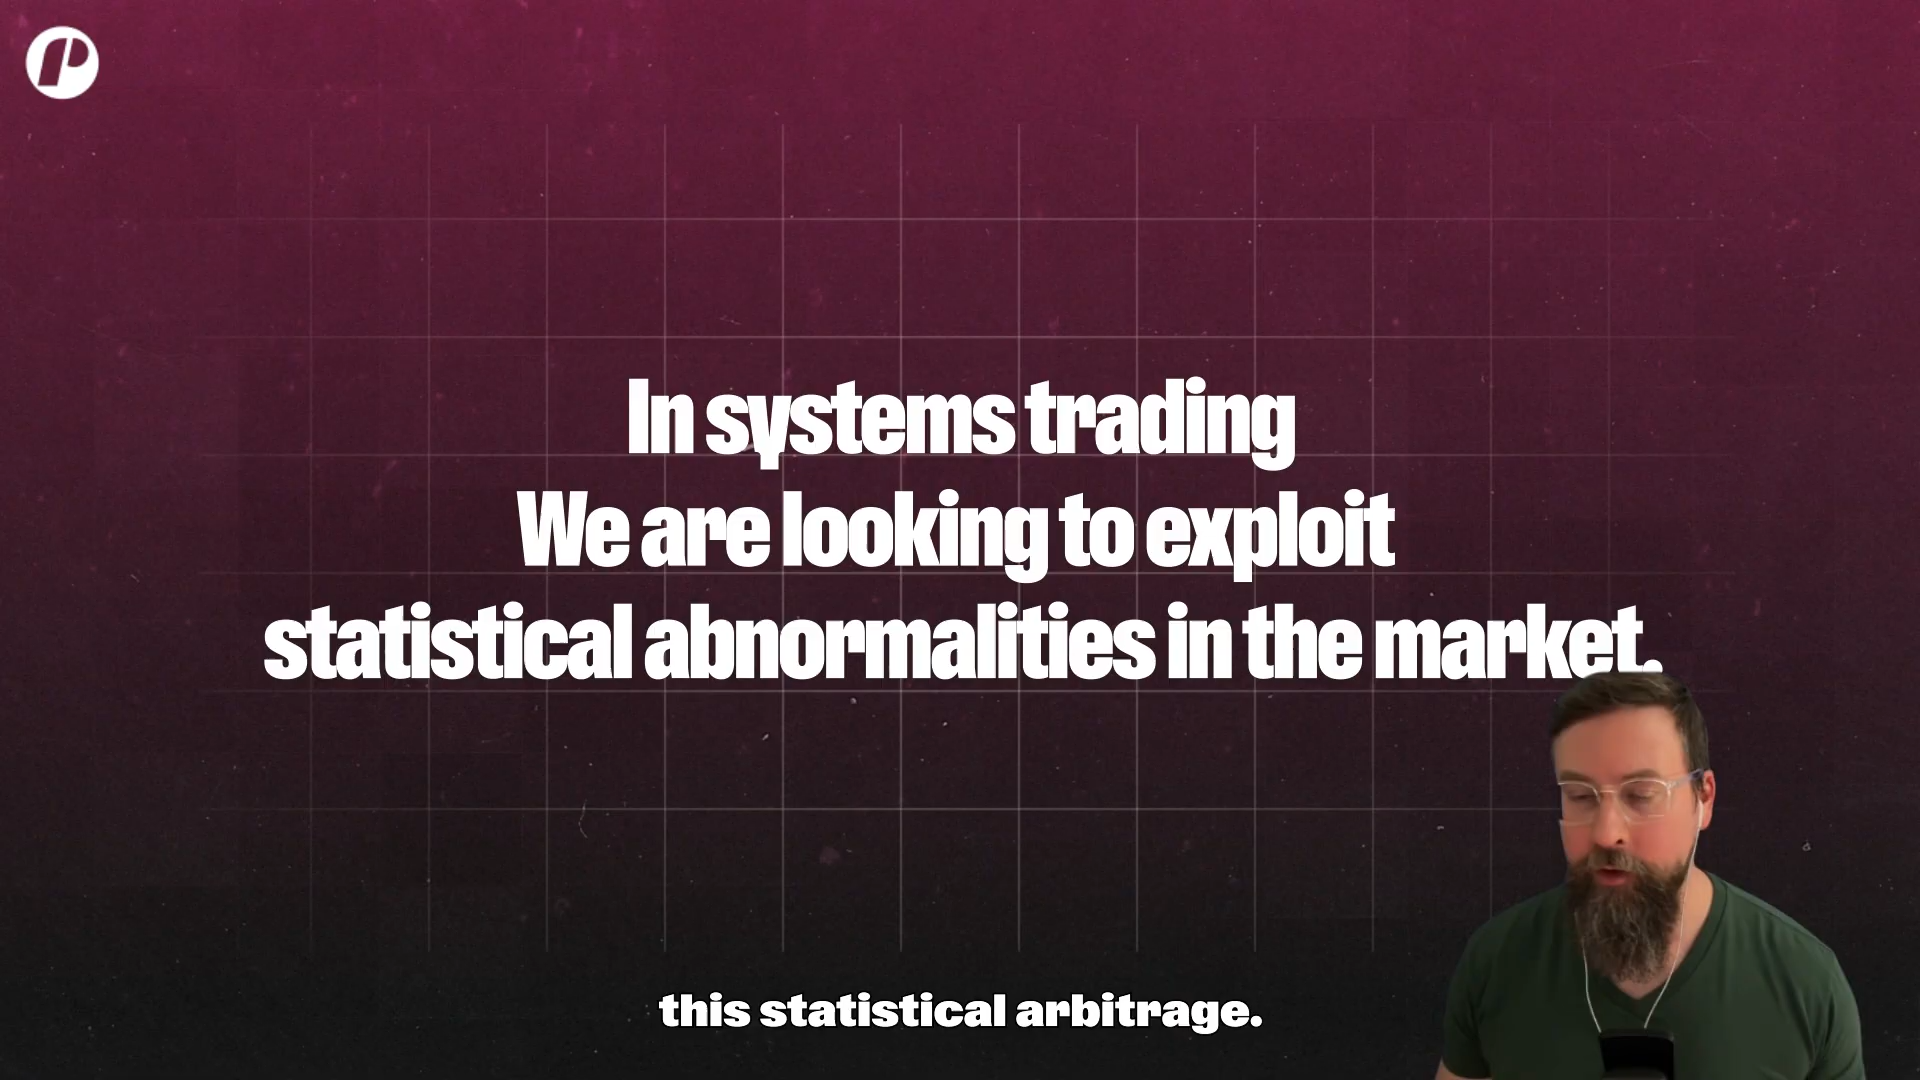 In systems trading
We are looking to exploit
statistical abnormalities in the market.
this statistical arbitrage.